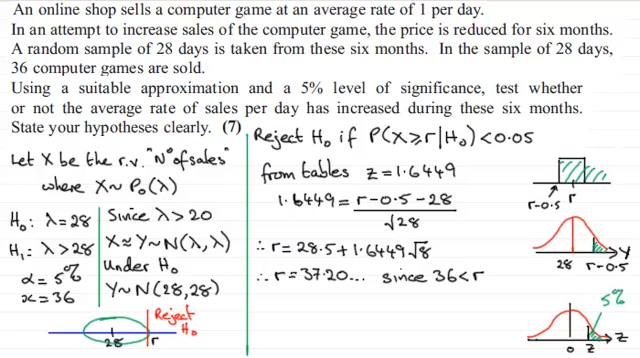 An online shop sells a computer game at an average rate of 1 per day.
In an attempt to increase sales of the computer game, the price is reduced for six months.
A random sample of 28 days is taken from these six months. In the sample of 28 days,
36 computer games are sold.
Using a suitable approximation and a 5% level of significance, test whether
or not the average rate of sales per day has increased during these six months.
State your hypotheses clearly. (7)
Let X be the r.v. "Nº of sales"
where X ~ Po(λ)
H₀: λ = 28
H₁: λ > 28
α = 5%
x = 36
Since λ > 20
X ≈ Y ~ N(λ, λ)
Under H₀
Y ~ N(28, 28)
Reject
H₀
28 r
Reject H₀ if P(X ⩾ r | H₀) < 0.05
from tables z = 1.6449
1.6449 = r - 0.5 - 28
√28
∴ r = 28.5 + 1.6449√8
∴ r = 37.20... since 36 < r
r-0.5 r
28 r-0.5 Y
5%
0 z Z